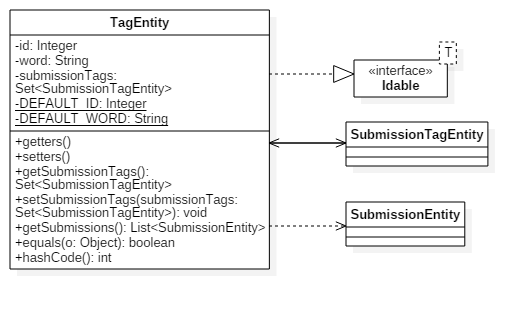 TagEntity
-id: Integer
-word: String
-submissionTags:
Set<SubmissionTagEntity>
-DEFAULT_ID: Integer
-DEFAULT_WORD: String
+getters()
+setters()
+getSubmissionTags():
Set<SubmissionTagEntity>
+setSubmissionTags(submissionTags:
Set<SubmissionTagEntity>): void
+getSubmissions(): List<SubmissionEntity>
+equals(o: Object): boolean
+hashCode(): int
T
«interface»
Idable
SubmissionTagEntity
SubmissionEntity